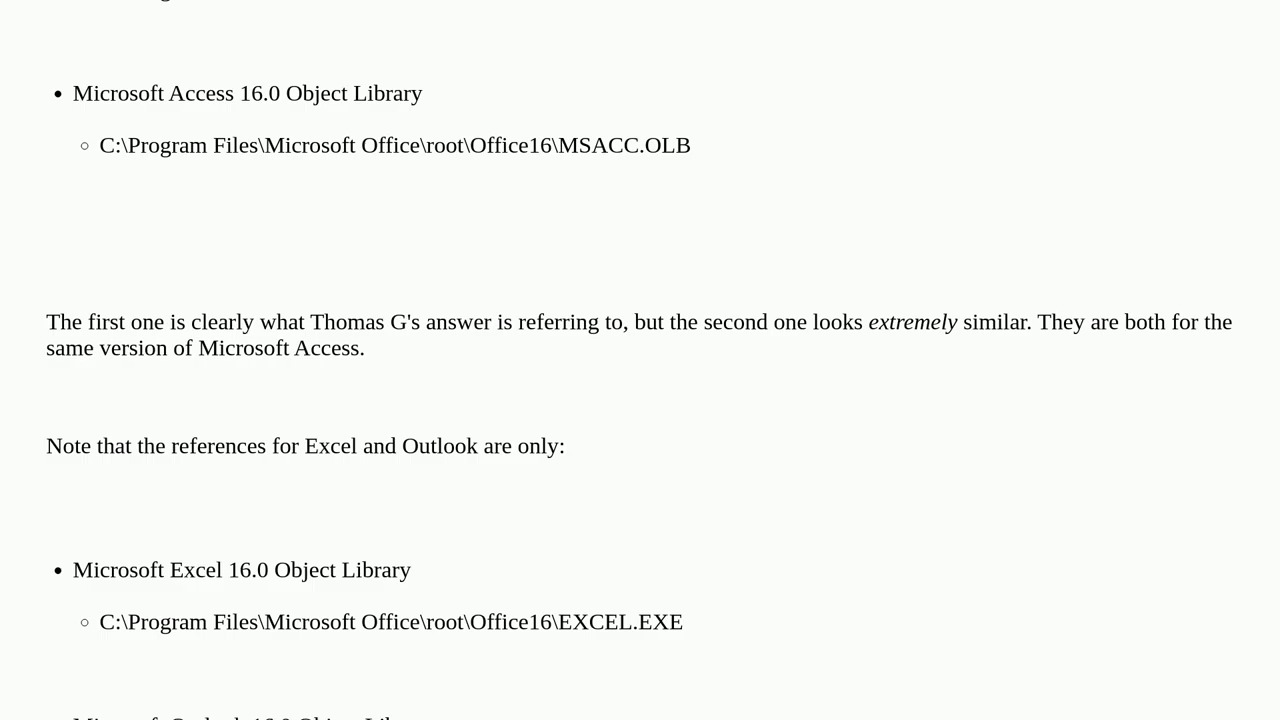 Microsoft Access 16.0 Object Library
C:\Program Files\Microsoft Office\root\Office16\MSACC.OLB
The first one is clearly what Thomas G's answer is referring to, but the second one looks extremely similar. They are both for the
same version of Microsoft Access.
Note that the references for Excel and Outlook are only:
Microsoft Excel 16.0 Object Library
C:\Program Files\Microsoft Office\root\Office16\EXCEL.EXE